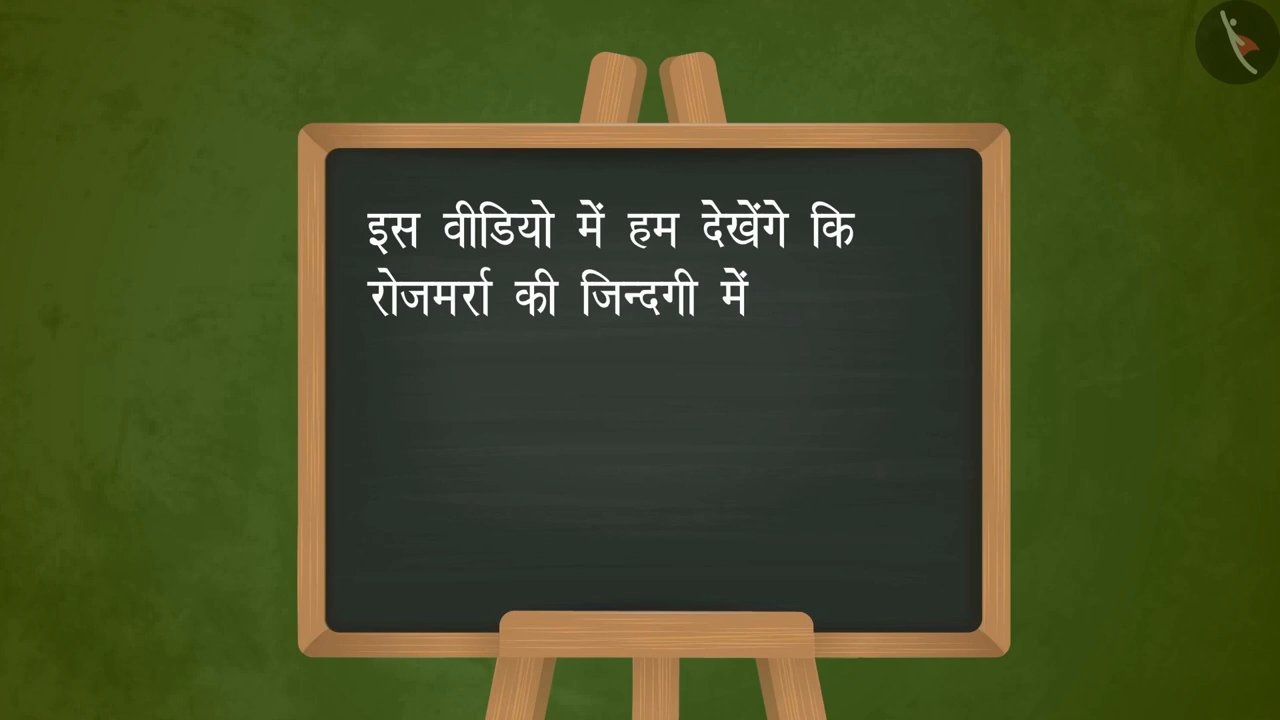 इस वीडियो में हम देखेंगे कि
रोजमर्रा की जिन्दगी में